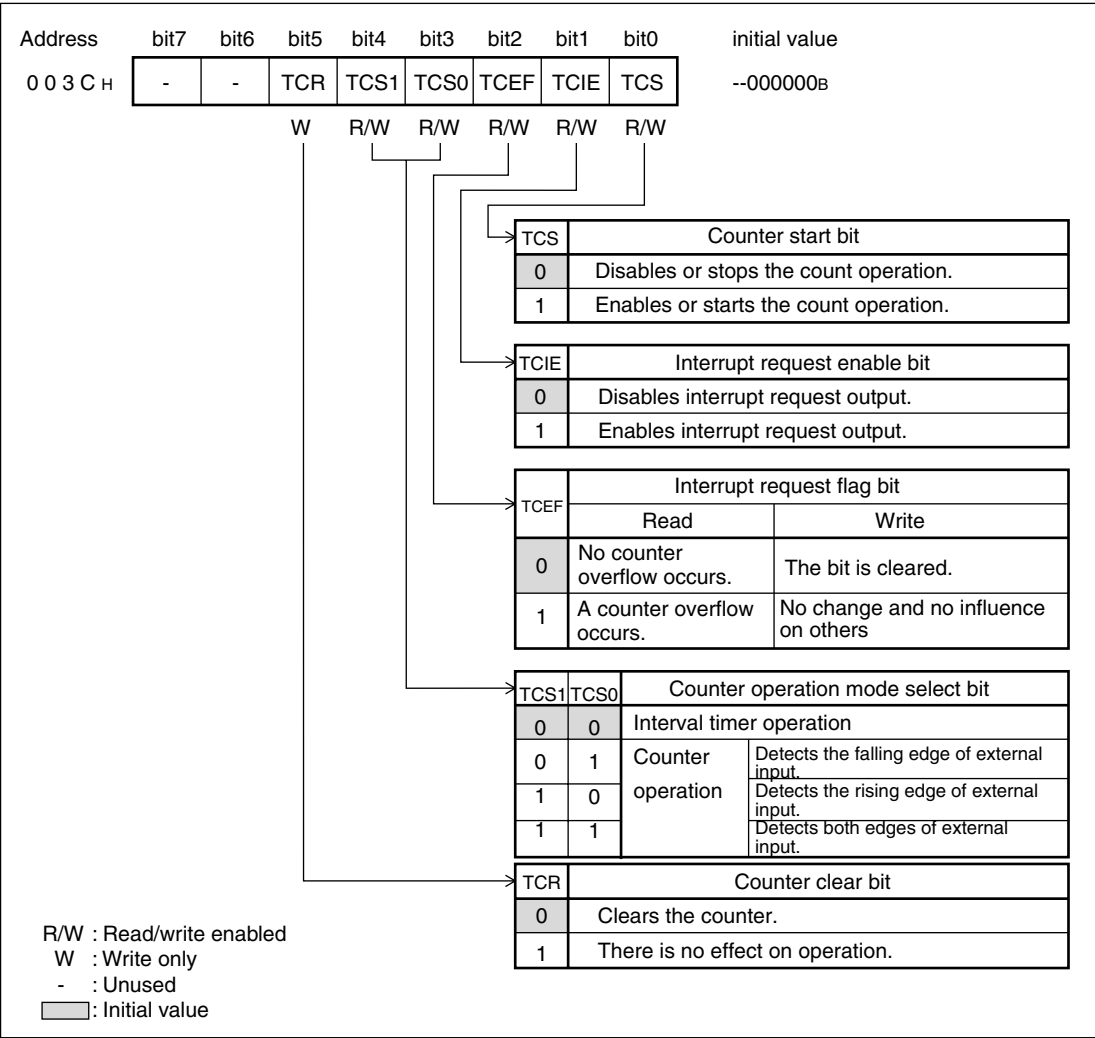 Address bit7 bit6 bit5 bit4 bit3 bit2 bit1 bit0 initial value
003CH - - TCR TCS1 TCS0 TCEF TCIE TCS --000000B
W R/W R/W R/W R/W R/W
TCS Counter start bit
0 Disables or stops the count operation.
1 Enables or starts the count operation.
TCIE Interrupt request enable bit
0 Disables interrupt request output.
1 Enables interrupt request output.
TCEF Interrupt request flag bit
Read Write
0 No counter overflow occurs. The bit is cleared.
1 A counter overflow occurs. No change and no influence on others
TCS1 TCS0 Counter operation mode select bit
0 0 Interval timer operation
0 1 Counter operation Detects the falling edge of external input.
1 0 Detects the rising edge of external input.
1 1 Detects both edges of external input.
TCR Counter clear bit
0 Clears the counter.
1 There is no effect on operation.
R/W : Read/write enabled
W : Write only
- : Unused
: Initial value